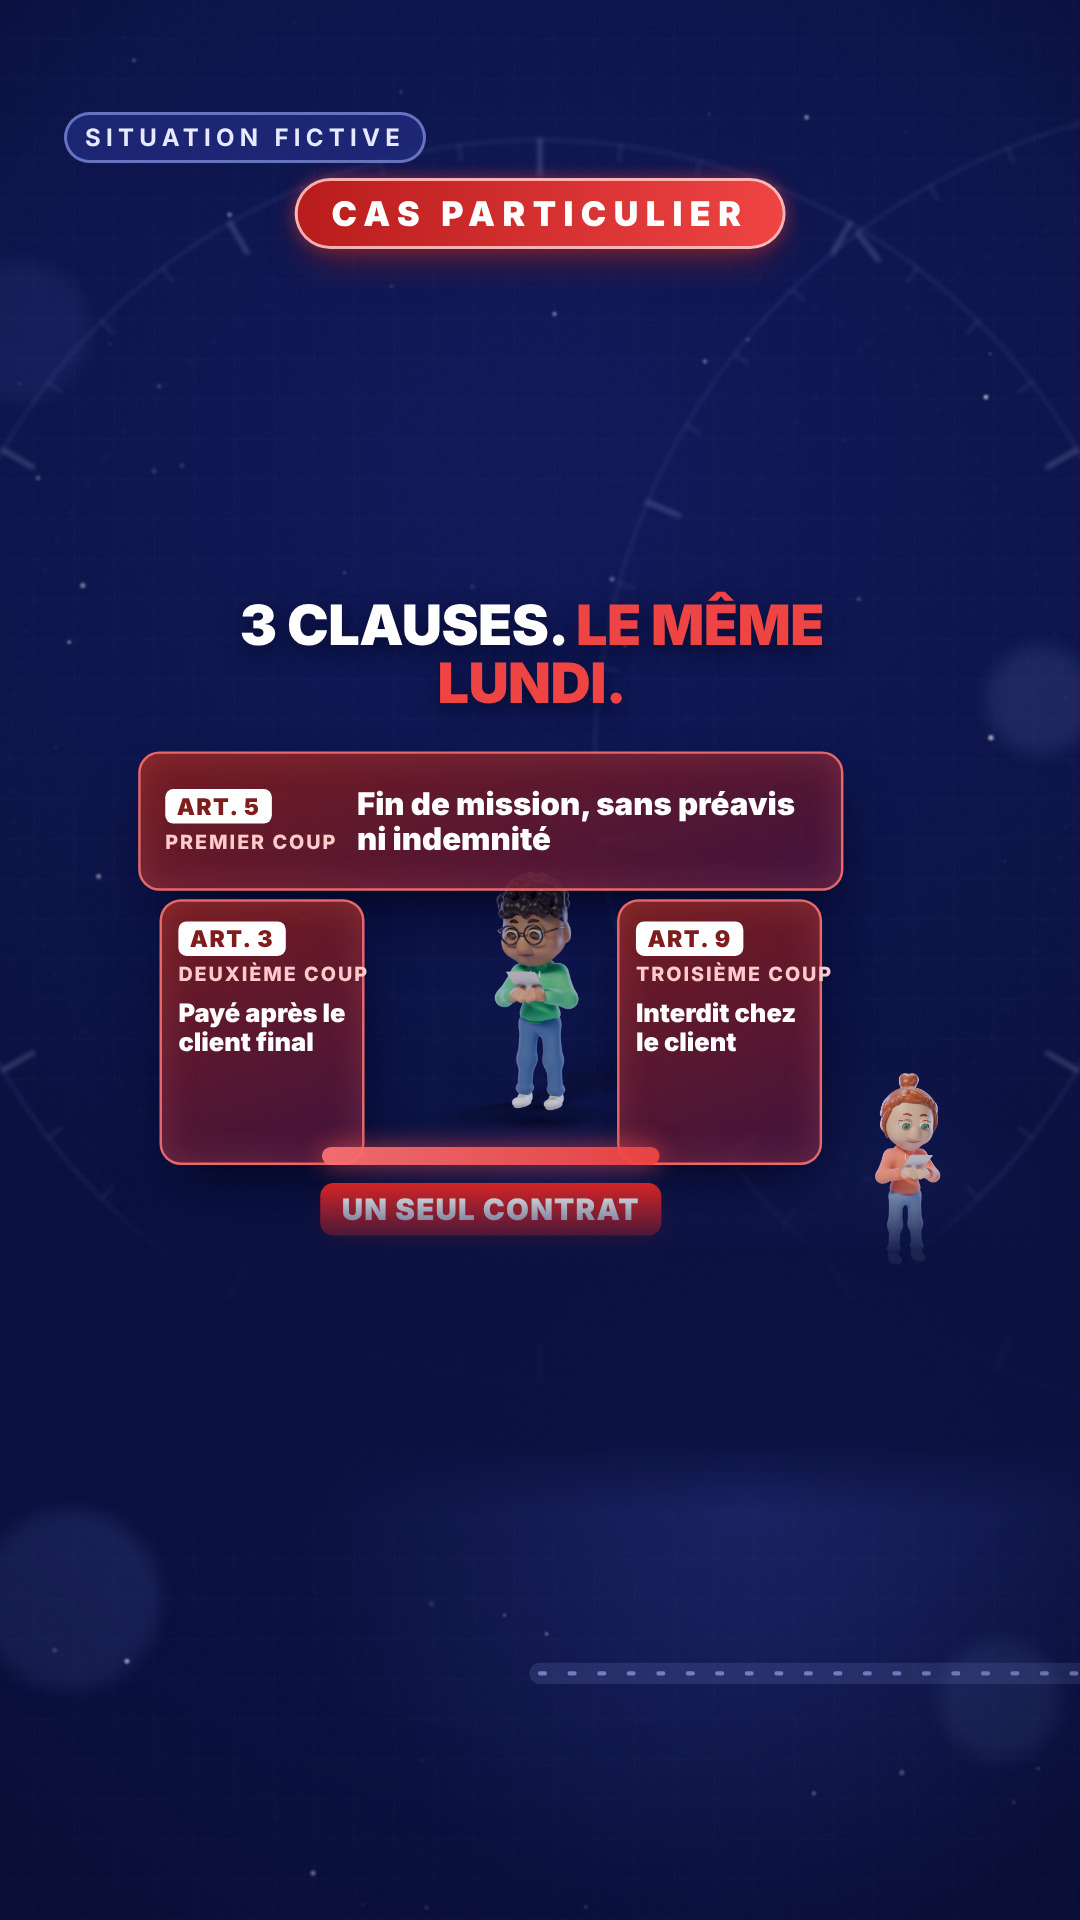 SITUATION FICTIVE
CAS PARTICULIER
3 CLAUSES. LE MÊME
LUNDI.
ART. 5
PREMIER COUP
Fin de mission, sans préavis
ni indemnité
ART. 3
DEUXIÈME COUP
Payé après le
client final
ART. 9
TROISIÈME COUP
Interdit chez
le client
UN SEUL CONTRAT